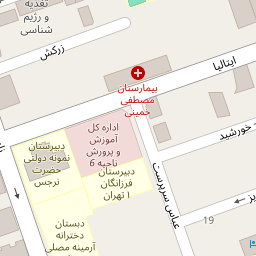 تغذیه
و رژیم
شناسی
زرکش
ایتالیا
بیمارستان
مصطفی
خمینی
اداره کل
آموزش
و پرورش
ناحیه 6
خورشید
دبیرستان
نمونه دولتی
حضرت
نرجس
دبیرستان
فرزانگان
۱ تهران
عباس سرپرست
دبستان
دخترانه
آرمینه مصلی
19